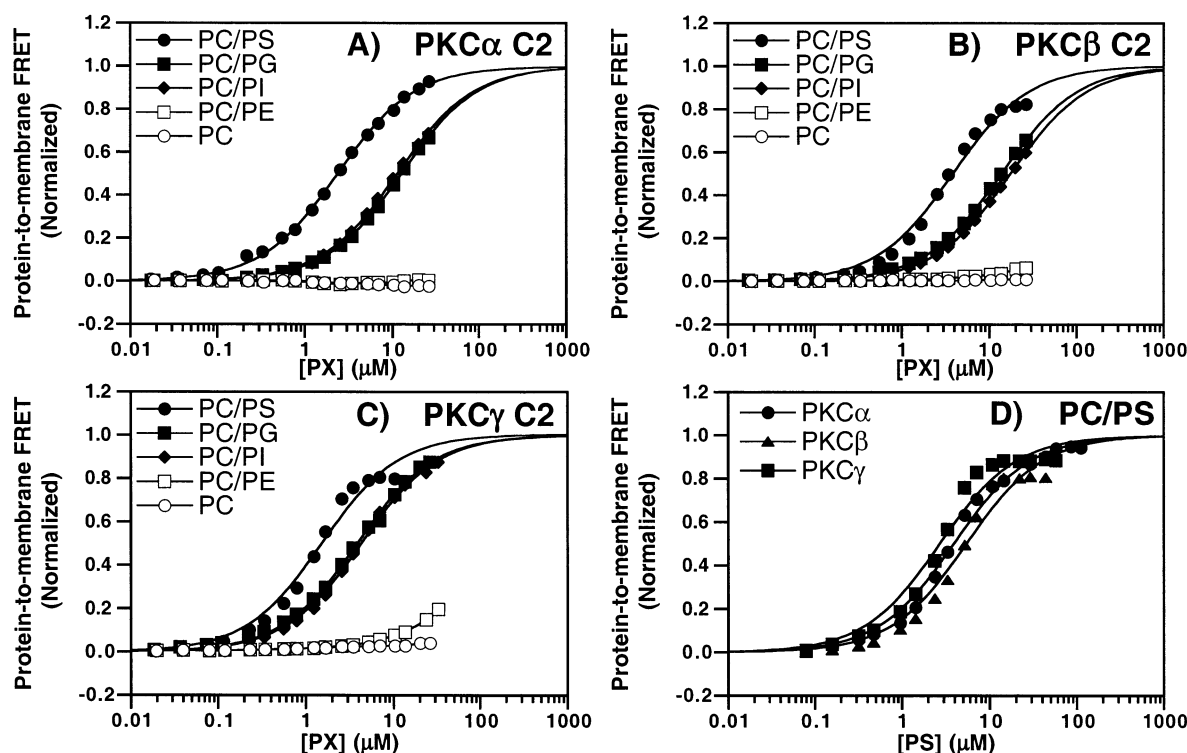 Protein-to-membrane FRET
(Normalized)
1.2
1.0
0.8
0.6
0.4
0.2
0.0
-0.2
PC/PS
PC/PG
PC/PI
PC/PE
PC
A) PKCα C2
0.01 0.1 1 10 100 1000
[PX] (μM)
Protein-to-membrane FRET
(Normalized)
1.2
1.0
0.8
0.6
0.4
0.2
0.0
-0.2
PC/PS
PC/PG
PC/PI
PC/PE
PC
B) PKCβ C2
0.01 0.1 1 10 100 1000
[PX] (μM)
Protein-to-membrane FRET
(Normalized)
1.2
1.0
0.8
0.6
0.4
0.2
0.0
-0.2
PC/PS
PC/PG
PC/PI
PC/PE
PC
C) PKCγ C2
0.01 0.1 1 10 100 1000
[PX] (μM)
Protein-to-membrane FRET
(Normalized)
1.2
1.0
0.8
0.6
0.4
0.2
0.0
-0.2
PKCα
PKCβ
PKCγ
D) PC/PS
0.01 0.1 1 10 100 1000
[PS] (μM)